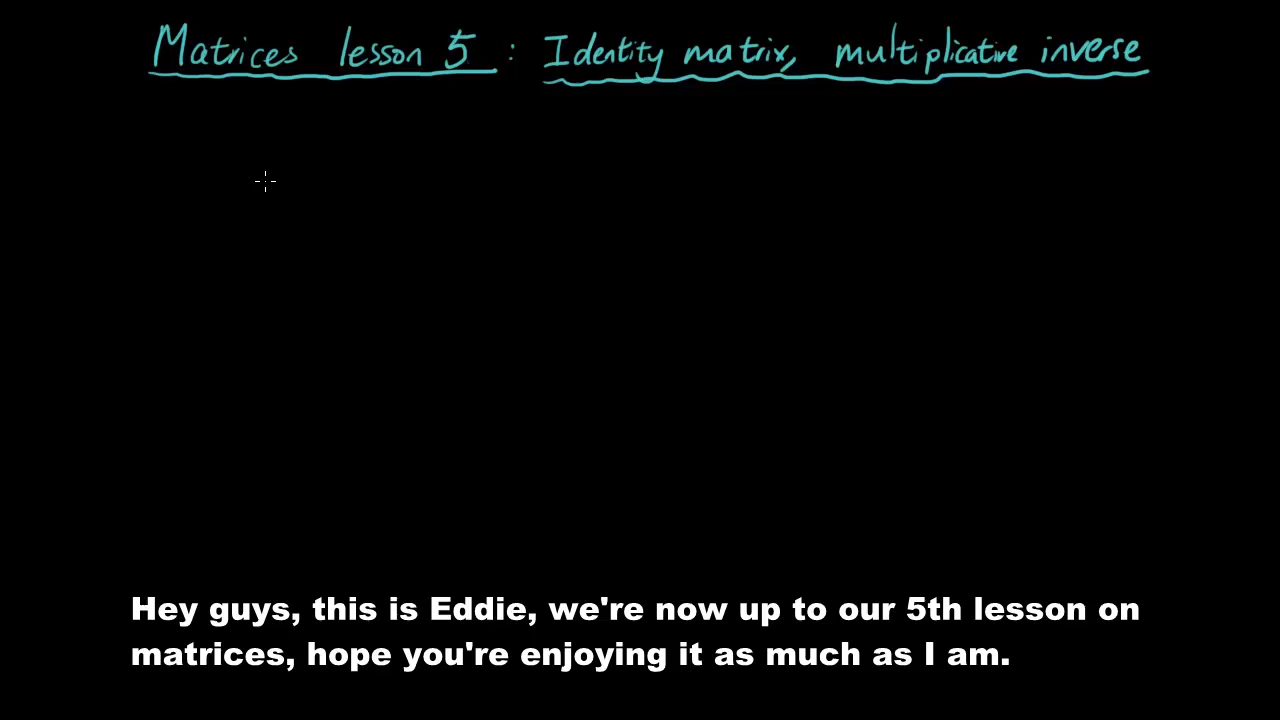 Matrices lesson 5 : Identity matrix, multiplicative inverse
Hey guys, this is Eddie, we're now up to our 5th lesson on
matrices, hope you're enjoying it as much as I am.